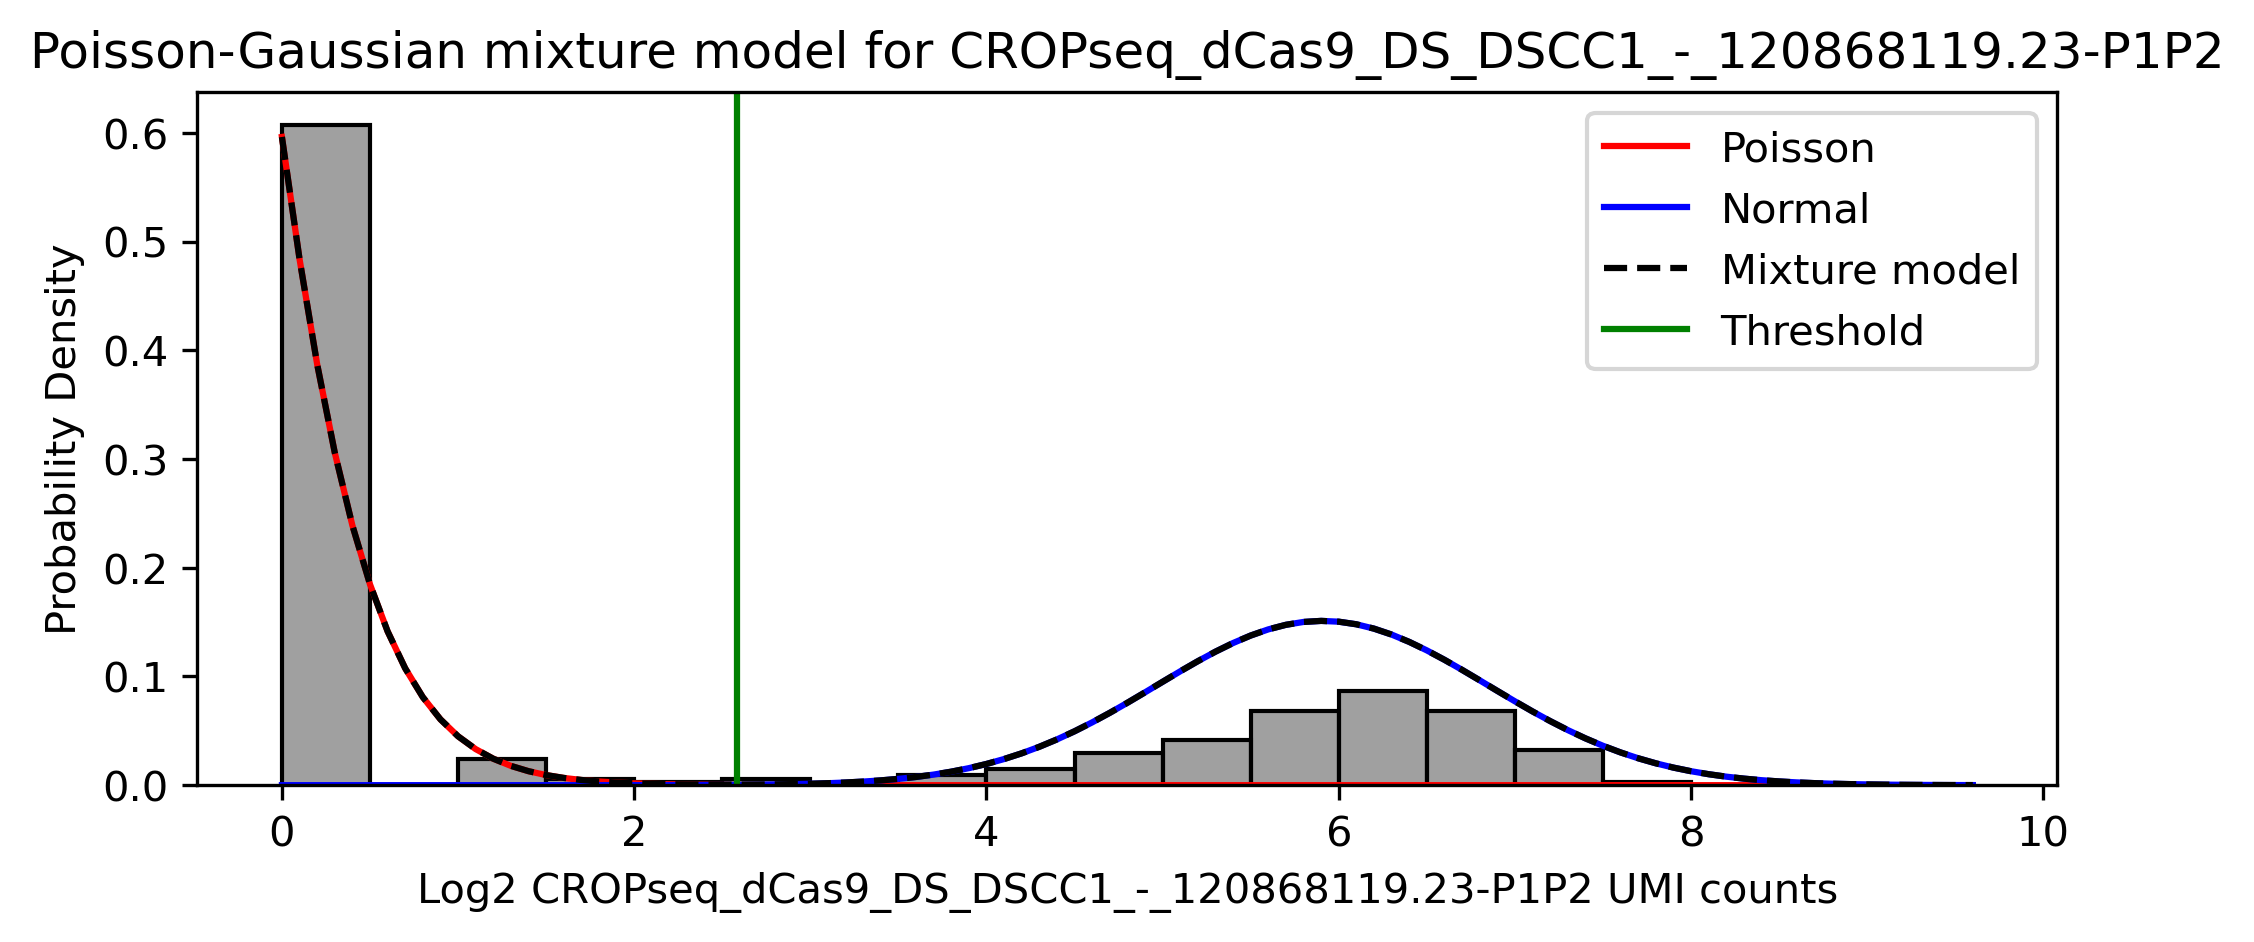 Poisson-Gaussian mixture model for CROPseq_dCas9_DS_DSCC1_-_120868119.23-P1P2
Probability Density
0.6
0.5
0.4
0.3
0.2
0.1
0.0
Poisson
Normal
Mixture model
Threshold
0 2 4 6 8 10
Log2 CROPseq_dCas9_DS_DSCC1_-_120868119.23-P1P2 UMI counts